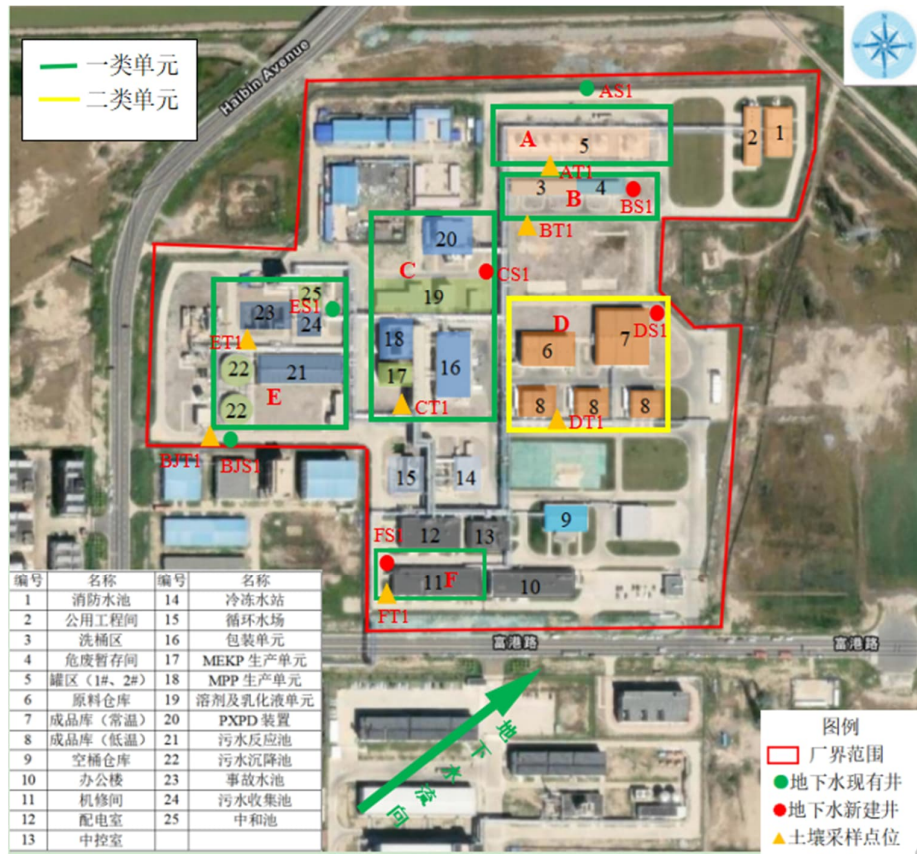 一类单元
二类单元
Haibin Avenue
N
W
E
S
AS1
A
5
2
1
AT1
3
4
B
BS1
BT1
20
C
CS1
19
25
ES1
23
24
ET1
22
21
E
22
18
17
16
CT1
D
DS1
6
7
8
8
8
DT1
BJT1
BJS1
15
14
9
12
13
FS1
11
F
10
FT1
富港路
富港路
编号 名称 编号 名称
1 消防水池 14 冷冻水站
2 公用工程间 15 循环水场
3 洗桶区 16 包装单元
4 危废暂存间 17 MEKP 生产单元
5 罐区（1#、2#） 18 MPP 生产单元
6 原料仓库 19 溶剂及乳化液单元
7 成品库（常温） 20 PXPD 装置
8 成品库（低温） 21 污水反应池
9 空桶仓库 22 污水沉降池
10 办公楼 23 事故水池
11 机修间 24 污水收集池
12 配电室 25 中和池
13 中控室
地下水流向
图例
厂界范围
地下水现有井
地下水新建井
土壤采样点位